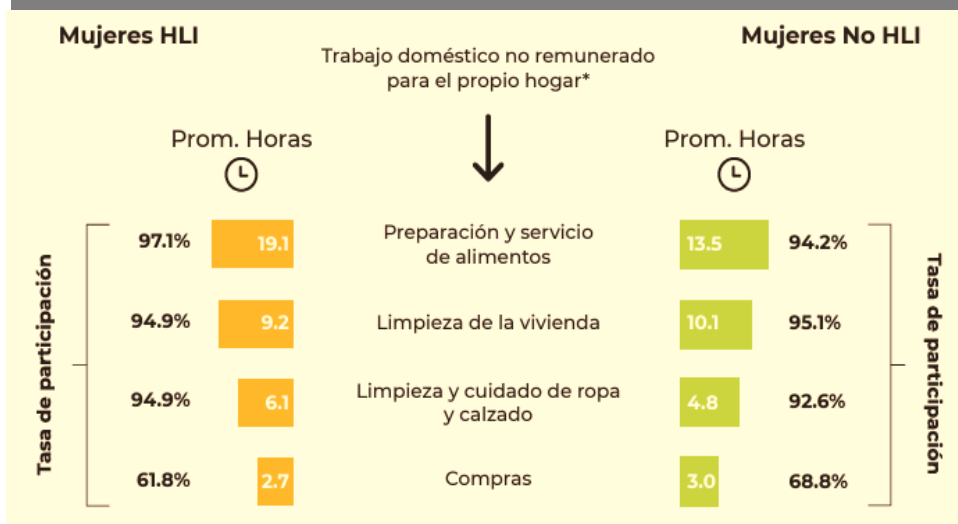 Mujeres HLI
Mujeres No HLI
Trabajo doméstico no remunerado
para el propio hogar*
Prom. Horas
Prom. Horas
Tasa de participación
97.1% 19.1 Preparación y servicio
de alimentos 13.5 94.2%
94.9% 9.2 Limpieza de la vivienda 10.1 95.1%
94.9% 6.1 Limpieza y cuidado de ropa
y calzado 4.8 92.6%
61.8% 2.7 Compras 3.0 68.8%
Tasa de participación